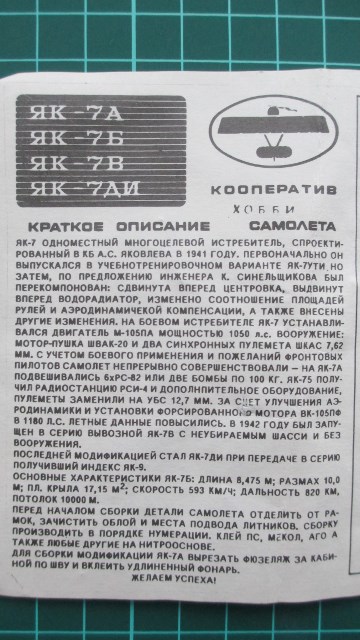 ЯК-7А
ЯК-7Б
ЯК-7В
ЯК-7ДИ
КООПЕРАТИВ
ХОББИ
КРАТКОЕ ОПИСАНИЕ САМОЛЕТА
ЯК-7 ОДНОМЕСТНЫЙ МНОГОЦЕЛЕВОЙ ИСТРЕБИТЕЛЬ, СПРОЕКТИ-
РОВАННЫЙ В КБ А.С. ЯКОВЛЕВА В 1941 ГОДУ. ПЕРВОНАЧАЛЬНО ОН
ВЫПУСКАЛСЯ В УЧЕБНОТРЕНИРОВОЧНОМ ВАРИАНТЕ ЯК-7УТИ, НО
ЗАТЕМ, ПО ПРЕДЛОЖЕНИЮ ИНЖЕНЕРА К. СИНЕЛЬЩИКОВА БЫЛ
ПЕРЕКОМПОНОВАН: СДВИНУТА ВПЕРЕД ЦЕНТРОВКА, ВЫДВИНУТ
ВПЕРЕД ВОДОРАДИАТОР, ИЗМЕНЕНО СООТНОШЕНИЕ ПЛОЩАДЕЙ
РУЛЕЙ И АЭРОДИНАМИЧЕКОЙ КОМПЕНСАЦИИ, А ТАКЖЕ ВНЕСЕНЫ
ДРУГИЕ ИЗМЕНЕНИЯ. НА БОЕВОМ ИСТРЕБИТЕЛЕ ЯК-7 УСТАНАВЛИ-
ВАЛСЯ ДВИГАТЕЛЬ М-105ПА МОЩНОСТЬЮ 1050 Л.С. ВООРУЖЕНИЕ:
МОТОР-ПУШКА ШВАК-20 И ДВА СИНХРОННЫХ ПУЛЕМЕТА ШКАС 7,62
ММ. С УЧЕТОМ БОЕВОГО ПРИМЕНЕНИЯ И ПОЖЕЛАНИЙ ФРОНТОВЫХ
ПИЛОТОВ САМОЛЕТ НЕПРЕРЫВНО СОВЕРШЕНСТВОВАЛИ — НА ЯК-7А
ПОДВЕШИВАЛИСЬ 6хРС-82 ИЛИ ДВЕ БОМБЫ ПО 100 КГ. ЯК-75 ПОЛУ-
ЧИЛ РАДИОСТАНЦИЮ РСИ-4 И ДОПОЛНИТЕЛЬНОЕ ОБОРУДОВАНИЕ,
ПУЛЕМЕТЫ ЗАМЕНИЛИ НА УБС 12,7 ММ. ЗА СЧЕТ УЛУЧШЕНИЯ АЭ-
РОДИНАМИКИ И УСТАНОВКИ ФОРСИРОВАННОГО МОТОРА ВК-105ПФ
В 1180 Л.С. ЛЕТНЫЕ ДАННЫЕ ПОВЫСИЛИСЬ. В 1942 ГОДУ БЫЛ ЗАПУ-
ЩЕН В СЕРИЮ ВЫВОЗНОЙ ЯК-7В С НЕУБИРАЕМЫМ ШАССИ И БЕЗ
ВООРУЖЕНИЯ.
ПОСЛЕДНЕЙ МОДИФИКАЦИЕЙ СТАЛ ЯК-7ДИ ПРИ ПЕРЕДАЧЕ В СЕРИЮ
ПОЛУЧИВШИЙ ИНДЕКС ЯК-9.
ОСНОВНЫЕ ХАРАКТЕРИСТИКИ ЯК-7Б: ДЛИНА 8,475 М; РАЗМАХ 10,0
М; ПЛ. КРЫЛА 17,15 М²; СКОРОСТЬ 593 КМ/Ч; ДАЛЬНОСТЬ 820 КМ,
ПОТОЛОК 10000 М.
ПЕРЕД НАЧАЛОМ СБОРКИ ДЕТАЛИ САМОЛЕТА ОТДЕЛИТЬ ОТ РА-
МОК, ЗАЧИСТИТЬ ОБЛОЙ И МЕСТА ПОДВОДА ЛИТНИКОВ. СБОРКУ
ПРОИЗВОДИТЬ В ПОРЯДКЕ НУМЕРАЦИИ. КЛЕЙ ПС, МЕКОЛ, АГО А
ТАКЖЕ ЛЮБЫЕ ДРУГИЕ НА НИТРООСНОВЕ.
ДЛЯ СБОРКИ МОДИФИКАЦИИ ЯК-7А ВЫРЕЗАТЬ ФЮЗЕЛЯЖ ЗА КАБИ-
НОЙ ПО ШВУ И ВКЛЕИТЬ УДЛИНЕННЫЙ ФОНАРЬ.
ЖЕЛАЕМ УСПЕХА!